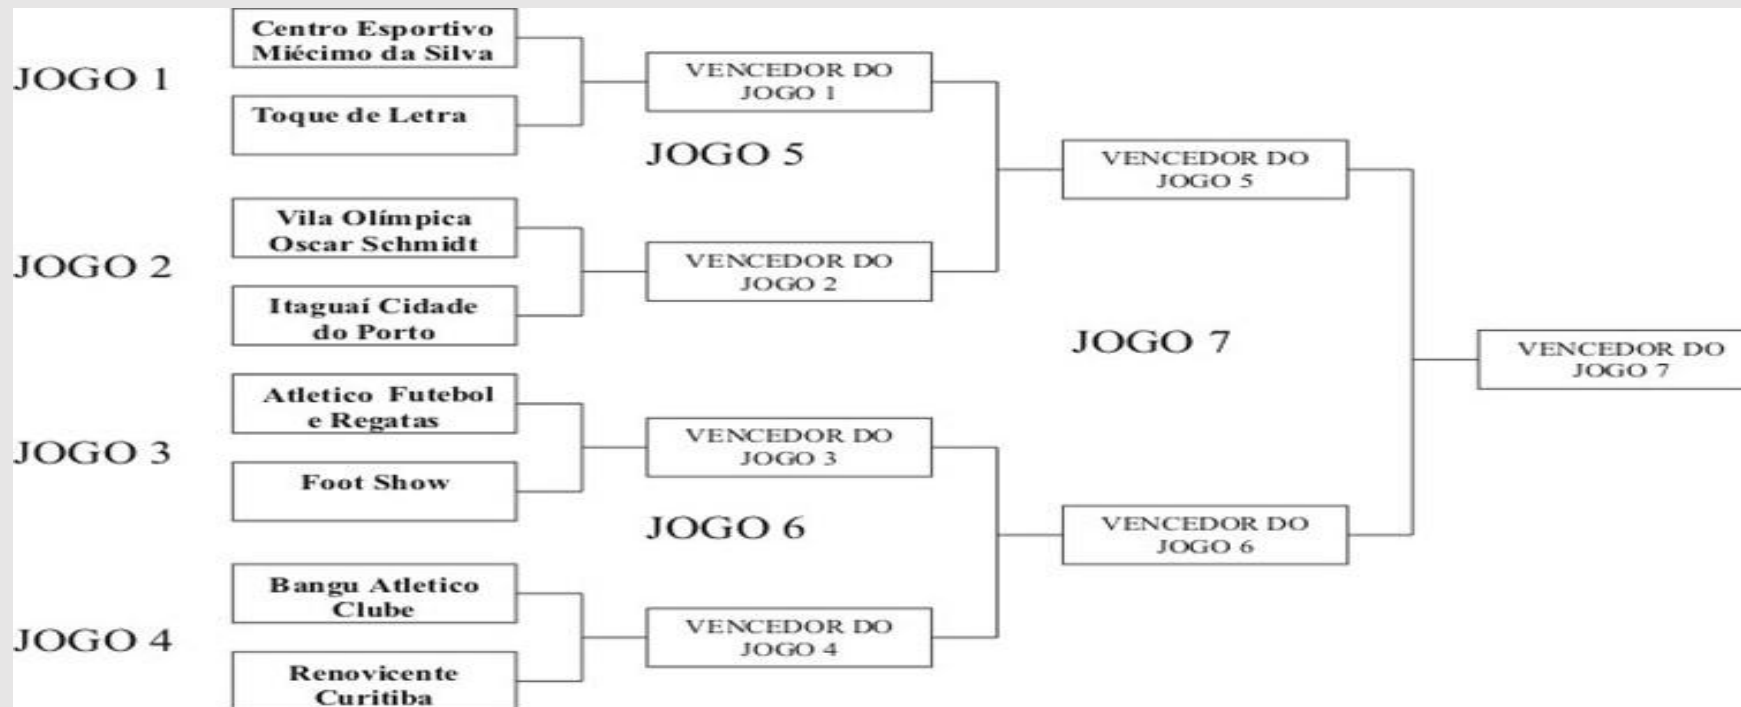 JOGO 1
Centro Esportivo
Miécimo da Silva
Toque de Letra
JOGO 2
Vila Olímpica
Oscar Schmidt
Itaguaí Cidade
do Porto
JOGO 3
Atletico Futebol
e Regatas
Foot Show
JOGO 4
Bangu Atletico
Clube
Renovicente
Curitiba
VENCEDOR DO
JOGO 1
JOGO 5
VENCEDOR DO
JOGO 2
VENCEDOR DO
JOGO 3
JOGO 6
VENCEDOR DO
JOGO 4
VENCEDOR DO
JOGO 5
JOGO 7
VENCEDOR DO
JOGO 6
VENCEDOR DO
JOGO 7